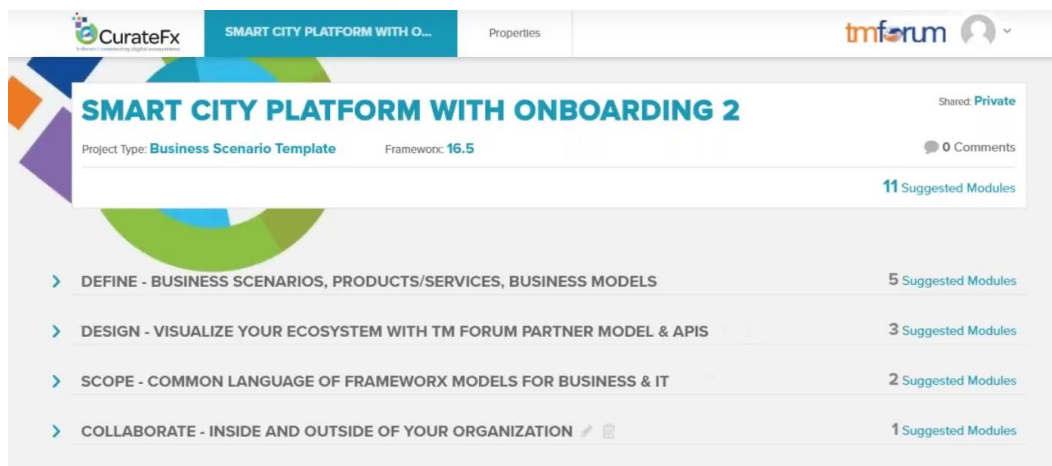 CurateFx
SMART CITY PLATFORM WITH O...
Properties
tmforum
SMART CITY PLATFORM WITH ONBOARDING 2
Shared: Private
Project Type: Business Scenario Template
Frameworx: 16.5
0 Comments
11 Suggested Modules
DEFINE - BUSINESS SCENARIOS, PRODUCTS/SERVICES, BUSINESS MODELS
5 Suggested Modules
DESIGN - VISUALIZE YOUR ECOSYSTEM WITH TM FORUM PARTNER MODEL & APIS
3 Suggested Modules
SCOPE - COMMON LANGUAGE OF FRAMEWORX MODELS FOR BUSINESS & IT
2 Suggested Modules
COLLABORATE - INSIDE AND OUTSIDE OF YOUR ORGANIZATION
1 Suggested Modules